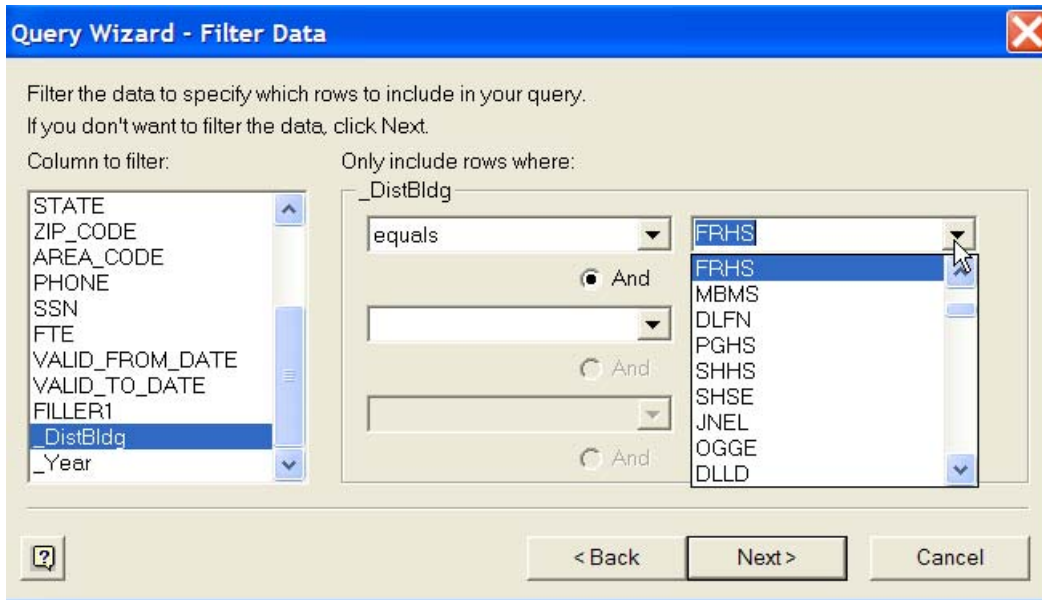 Query Wizard - Filter Data
Filter the data to specify which rows to include in your query.
If you don't want to filter the data, click Next.
Column to filter:
Only include rows where:
STATE
ZIP_CODE
AREA_CODE
PHONE
SSN
FTE
VALID_FROM_DATE
VALID_TO_DATE
FILLER1
_DistBldg
_Year
_DistBldg
equals
FRHS
And
And
And
FRHS
MBMS
DLFN
PGHS
SHHS
SHSE
JNEL
OGGE
DLLD
< Back
Next >
Cancel